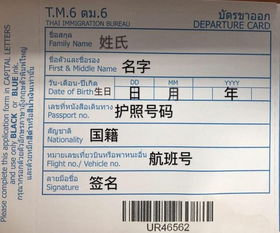 T.M.6 ตม.6
THAI IMMIGRATION BUREAU
บัตรขาออก
DEPARTURE CARD
ชื่อสกุล
Family Name 姓氏
ชื่อตัวและชื่อรอง
First & Middle Name 名字
วัน-เดือน-ปีเกิด
DD MM YYYY
Date of Birth 生日 日 月 年
เลขที่หนังสือเดินทาง
Passport no. 护照号码
สัญชาติ
Nationality 国籍
หมายเลขเที่ยวบินหรือพาหนะอื่น
Flight no./ Vehicle no. 航班号
ลายมือชื่อ
Signature 签名
UR46562
Please complete this application form in CAPITAL LETTERS
and use only BLACK or BLUE ink.